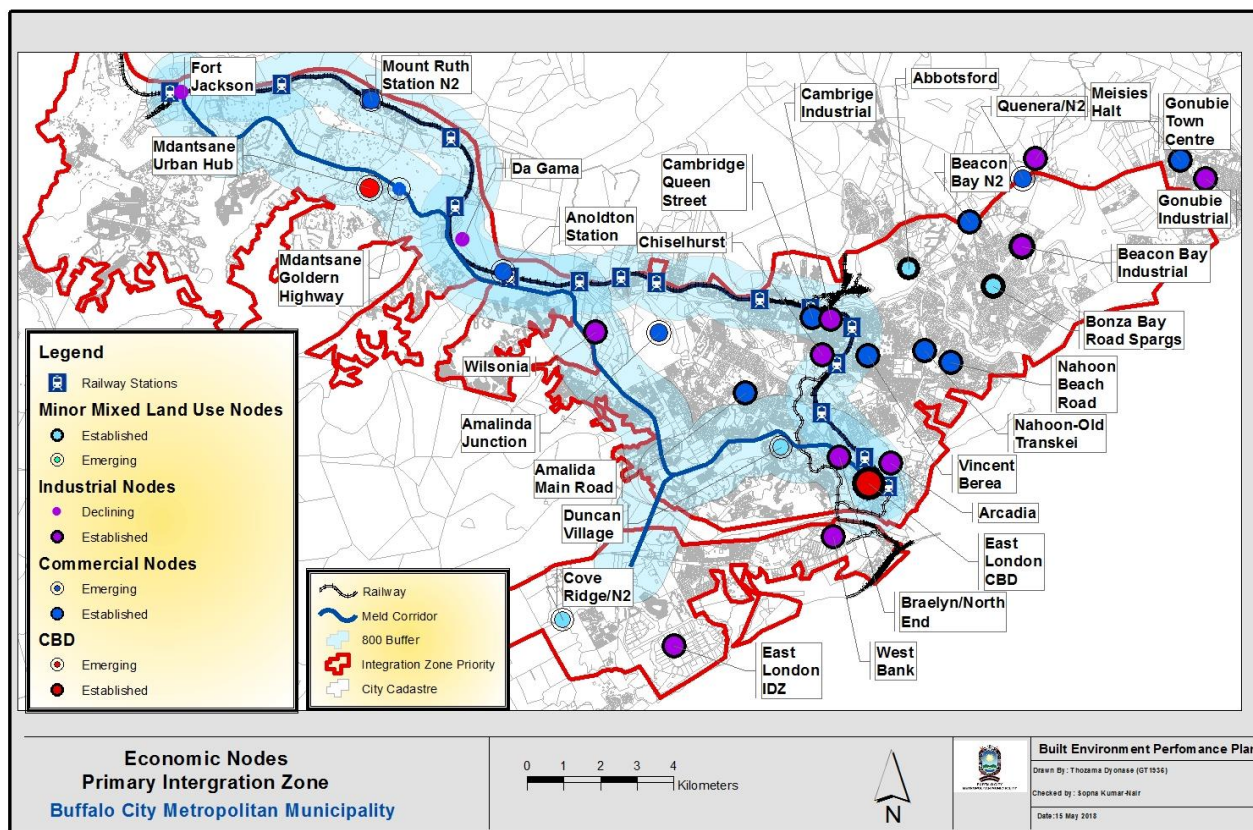 Fort
Jackson
Mount Ruth
Station N2
Mdantsane
Urban Hub
Da Gama
Mdantsane
Goldern
Highway
Anoldton
Station
Chiselhurst
Cambridge
Queen
Street
Cambrige
Industrial
Abbotsford
Quenera/N2
Meisies
Halt
Gonubie
Town
Centre
Beacon
Bay N2
Gonubie
Industrial
Beacon Bay
Industrial
Bonza Bay
Road Spargs
Nahoon
Beach
Road
Nahoon-Old
Transkei
Vincent
Berea
Arcadia
East
London
CBD
Braelyn/North
End
West
Bank
East
London
IDZ
Cove
Ridge/N2
Duncan
Village
Amalida
Main Road
Amalinda
Junction
Wilsonia
Legend
Railway Stations
Minor Mixed Land Use Nodes
Established
Emerging
Industrial Nodes
Declining
Established
Commercial Nodes
Emerging
Established
CBD
Emerging
Established
Railway
Meld Corridor
800 Buffer
Integration Zone Priority
City Cadastre
Economic Nodes
Primary Intergration Zone
Buffalo City Metropolitan Municipality
0 1 2 3 4
Kilometers
N
Built Environment Perfomance Plan
Drawn By: Thozama Dyonase (GT1936)
Checked by: Sopna Kumar-Nair
Date:15 May 2018